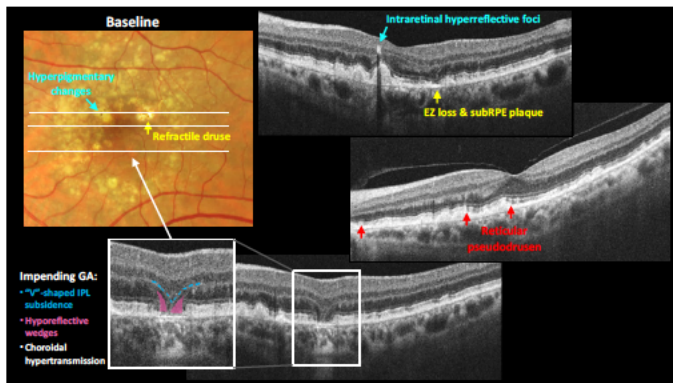 Baseline
Hyperpigmentary
changes
Refractile druse
Intraretinal hyperreflective foci
EZ loss & subRPE plaque
Reticular
pseudodrusen
Impending GA:
•"V"-shaped IPL
subsidence
•Hyporeflective
wedges
•Choroidal
hypertransmission